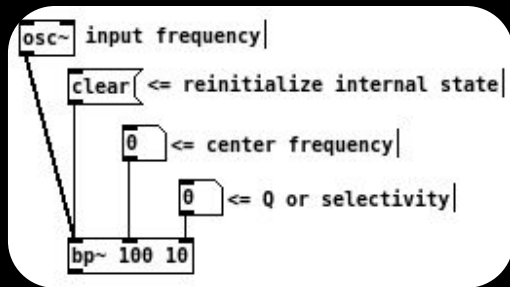 osc~ input frequency
clear <= reinitialize internal state
0 <= center frequency
0 <= Q or selectivity
bp~ 100 10